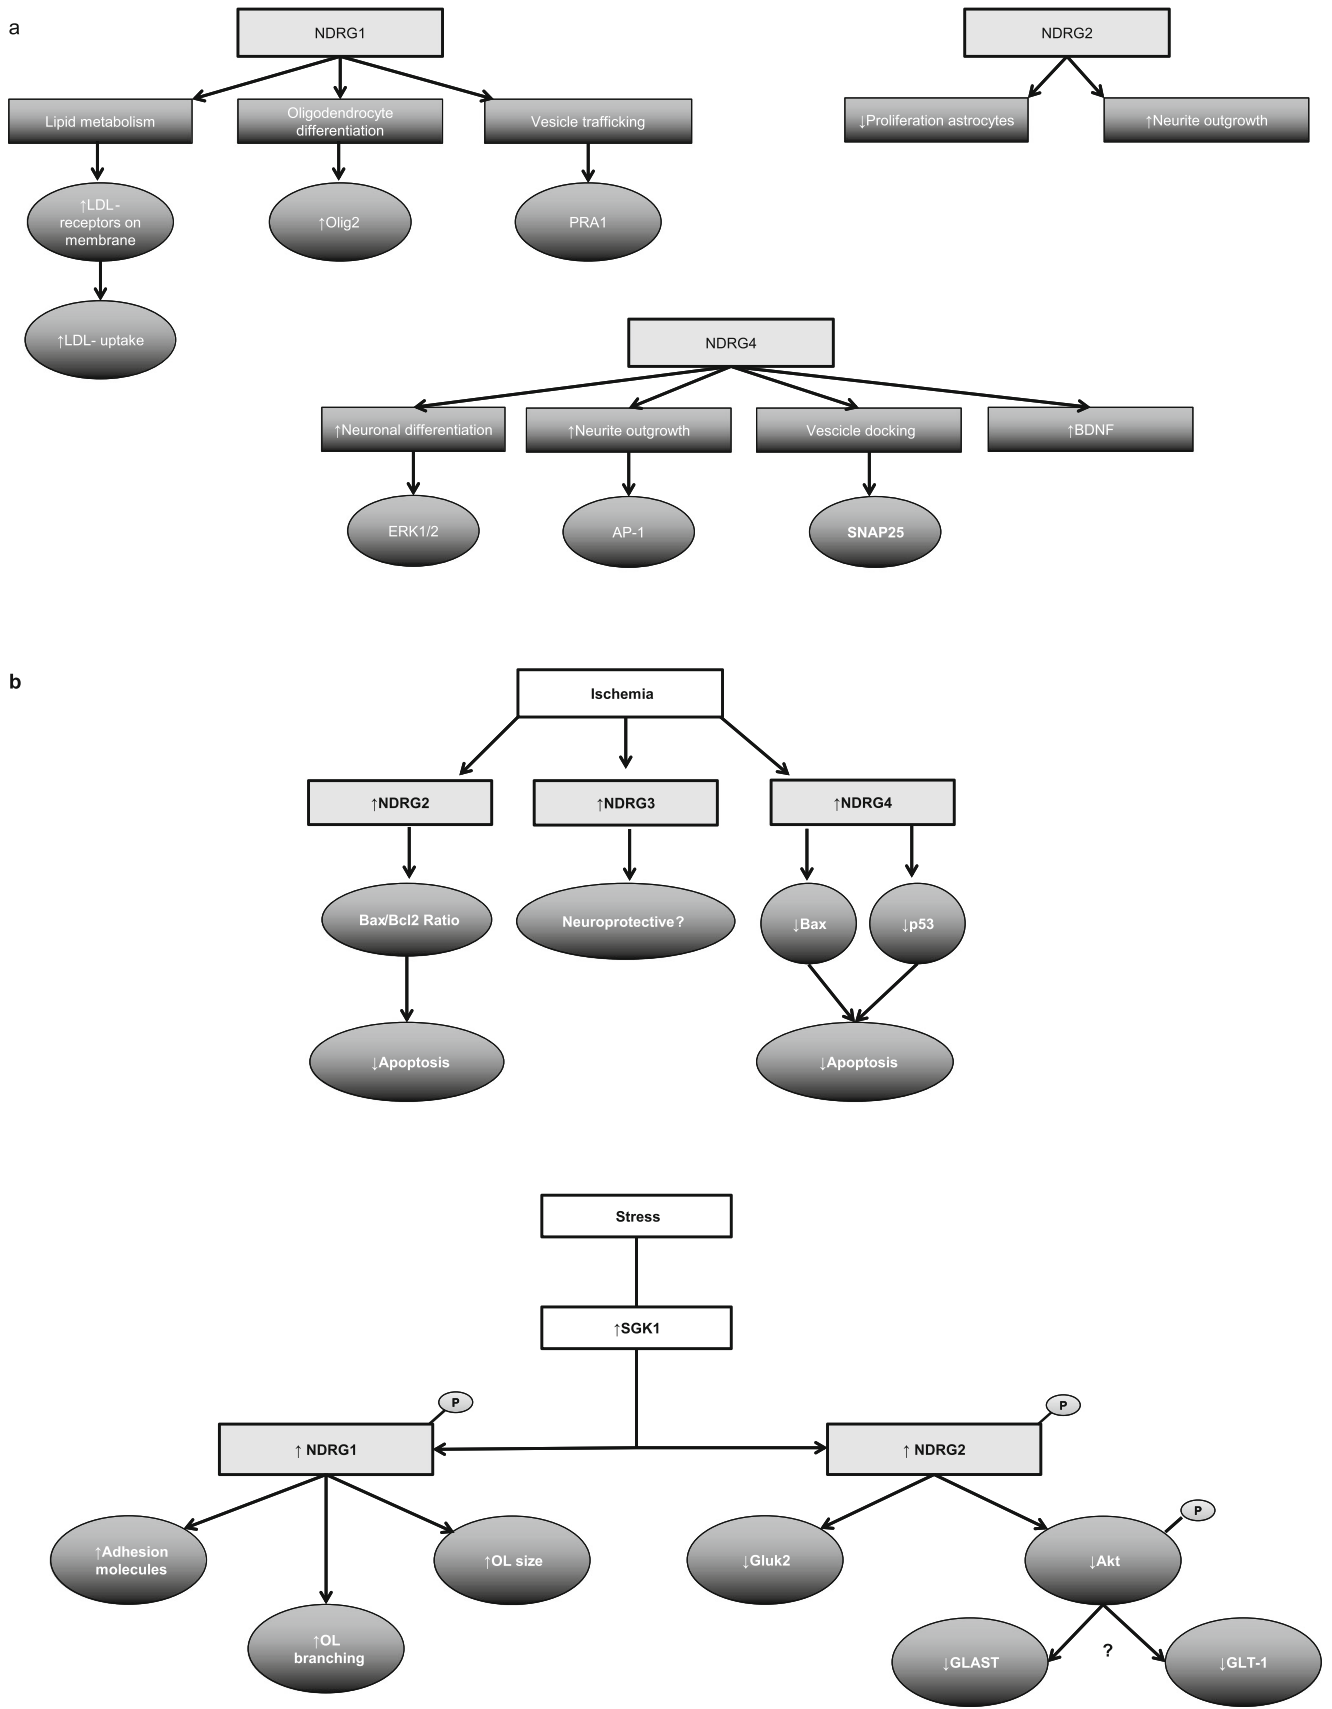 a
NDRG1
NDRG2
Lipid metabolism
Oligodendrocyte
differentiation
Vesicle trafficking
↓Proliferation astrocytes
↑Neurite outgrowth
↑LDL-
receptors on
membrane
↑Olig2
PRA1
↑LDL- uptake
NDRG4
↑Neuronal differentiation
↑Neurite outgrowth
Vescicle docking
↑BDNF
ERK1/2
AP-1
SNAP25
b
Ischemia
↑NDRG2
↑NDRG3
↑NDRG4
Bax/Bcl2 Ratio
Neuroprotective?
↓Bax
↓p53
↓Apoptosis
↓Apoptosis
Stress
↑SGK1
P
P
↑ NDRG1
↑ NDRG2
P
↑Adhesion
molecules
↑OL size
↓Gluk2
↓Akt
↑OL
branching
↓GLAST
?
↓GLT-1